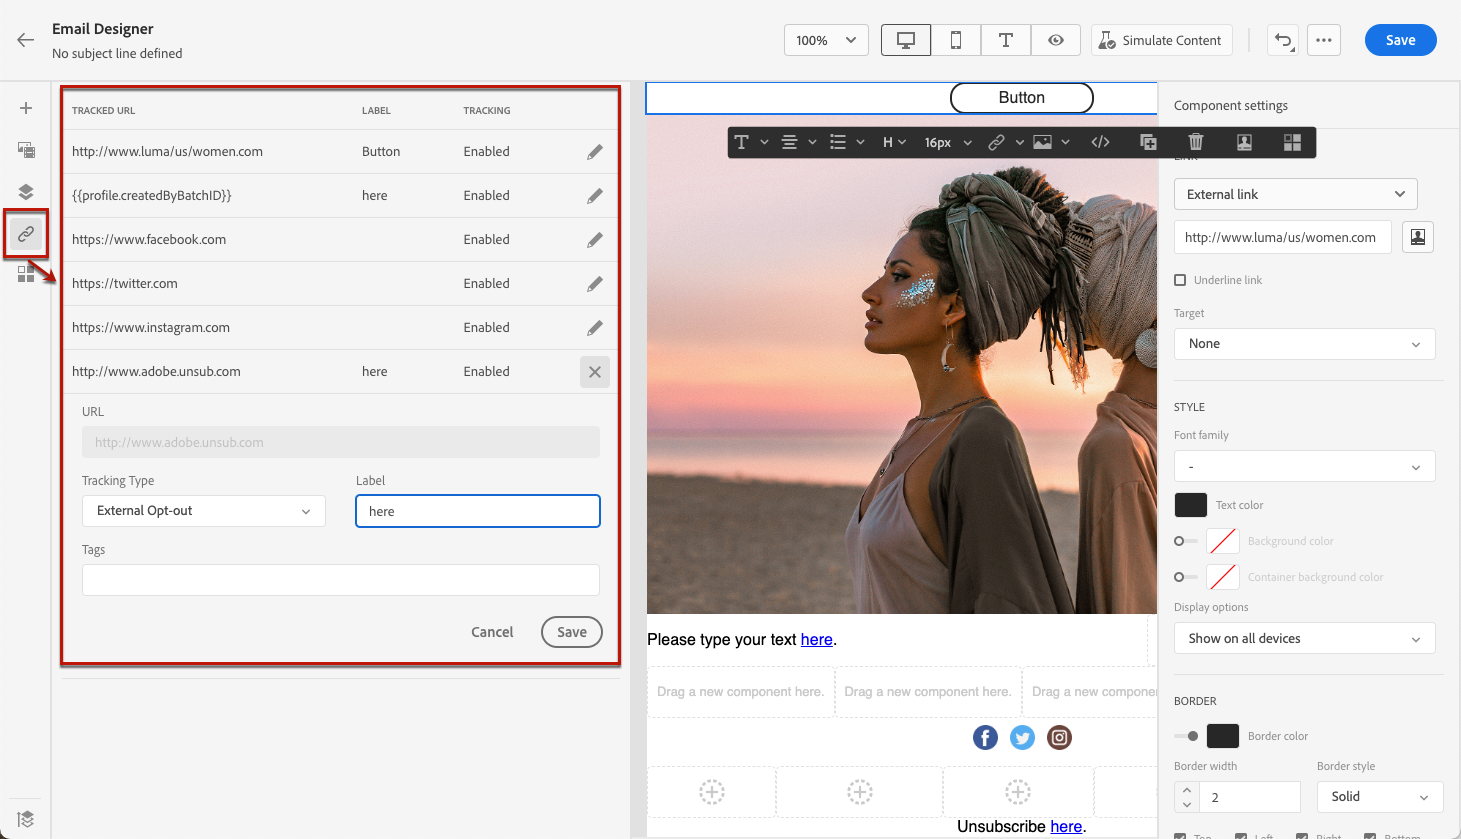 Email Designer
No subject line defined
100%
Simulate Content
Save
TRACKED URL LABEL TRACKING
http://www.luma/us/women.com Button Enabled
{{profile.createdByBatchID}} here Enabled
https://www.facebook.com Enabled
https://twitter.com Enabled
https://www.instagram.com Enabled
http://www.adobe.unsub.com here Enabled
URL
http://www.adobe.unsub.com
Tracking Type Label
External Opt-out here
Tags
Cancel Save
Button
T H 16px
Please type your text here.
Drag a new component here. Drag a new component here. Drag a new compone
Unsubscribe here.
Component settings
LINK
External link
http://www.luma/us/women.com
Underline link
Target
None
STYLE
Font family
-
Text color
Background color
Container background color
Display options
Show on all devices
BORDER
Border color
Border width Border style
2 Solid
Top Left Right Bottom